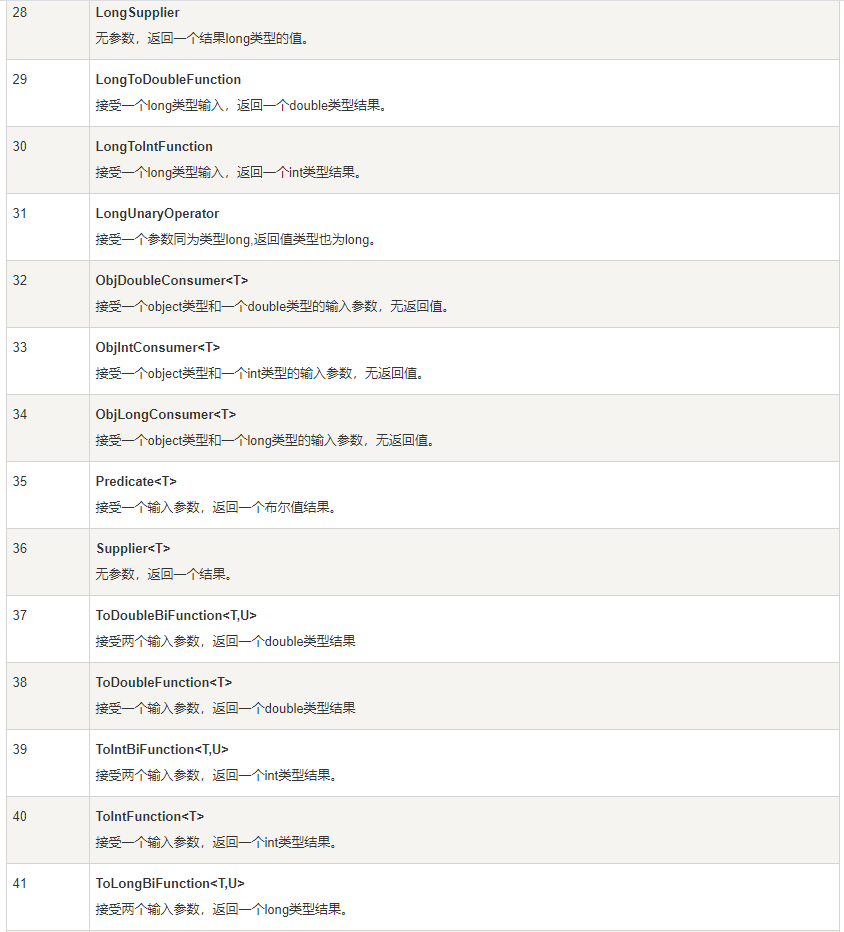 28
LongSupplier
无参数，返回一个结果long类型的值。
29
LongToDoubleFunction
接受一个long类型输入，返回一个double类型结果。
30
LongToIntFunction
接受一个long类型输入，返回一个int类型结果。
31
LongUnaryOperator
接受一个参数同为类型long,返回值类型也为long。
32
ObjDoubleConsumer<T>
接受一个object类型和一个double类型的输入参数，无返回值。
33
ObjIntConsumer<T>
接受一个object类型和一个int类型的输入参数，无返回值。
34
ObjLongConsumer<T>
接受一个object类型和一个long类型的输入参数，无返回值。
35
Predicate<T>
接受一个输入参数，返回一个布尔值结果。
36
Supplier<T>
无参数，返回一个结果。
37
ToDoubleBiFunction<T,U>
接受两个输入参数，返回一个double类型结果
38
ToDoubleFunction<T>
接受一个输入参数，返回一个double类型结果
39
ToIntBiFunction<T,U>
接受两个输入参数，返回一个int类型结果。
40
ToIntFunction<T>
接受一个输入参数，返回一个int类型结果。
41
ToLongBiFunction<T,U>
接受两个输入参数，返回一个long类型结果。